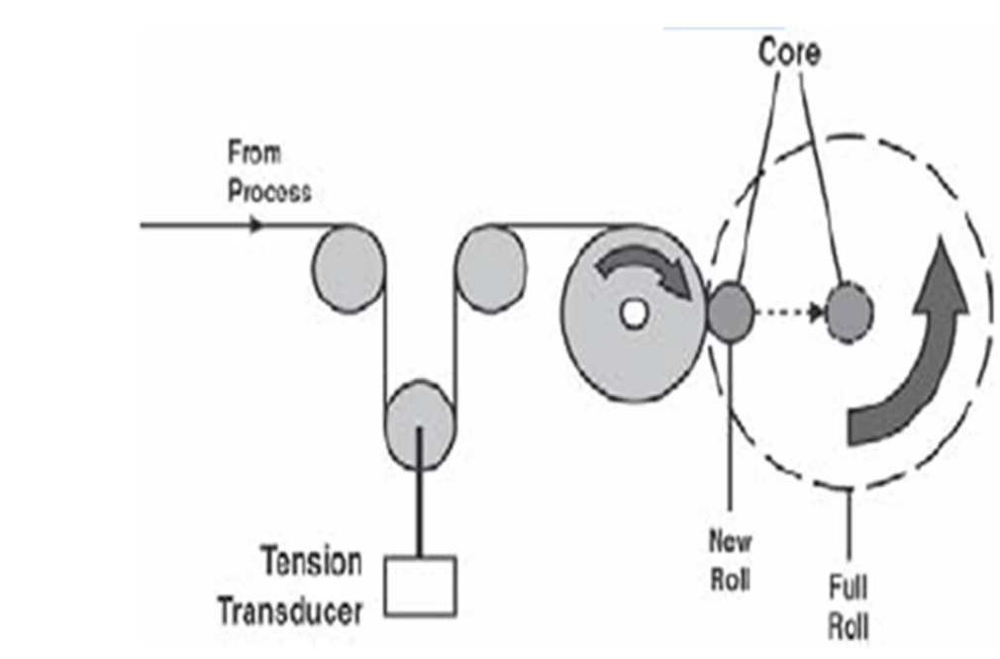 Core
From
Process
Tension
Transducer
New
Roll
Full
Roll